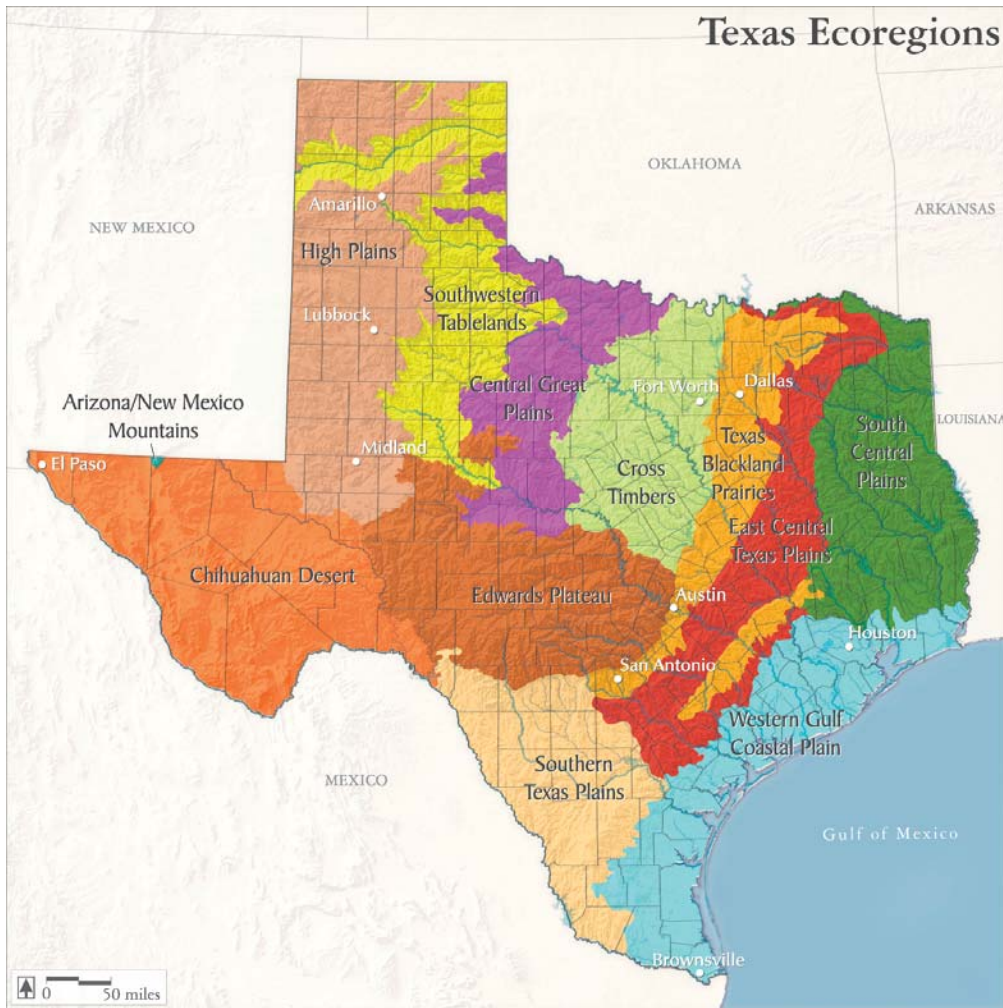 Texas Ecoregions
OKLAHOMA
ARKANSAS
NEW MEXICO
Amarillo
High Plains
Southwestern
Tablelands
Lubbock
Central Great
Plains
Fort Worth
Dallas
Arizona/New Mexico
Mountains
LOUISIANA
South
Central
Plains
Texas
Blackland
Prairies
Midland
El Paso
Cross
Timbers
East Central
Texas Plains
Chihuahuan Desert
Edwards Plateau
Austin
Houston
San Antonio
Western Gulf
Coastal Plain
Southern
Texas Plains
MEXICO
Gulf of Mexico
Brownsville
0 50 miles